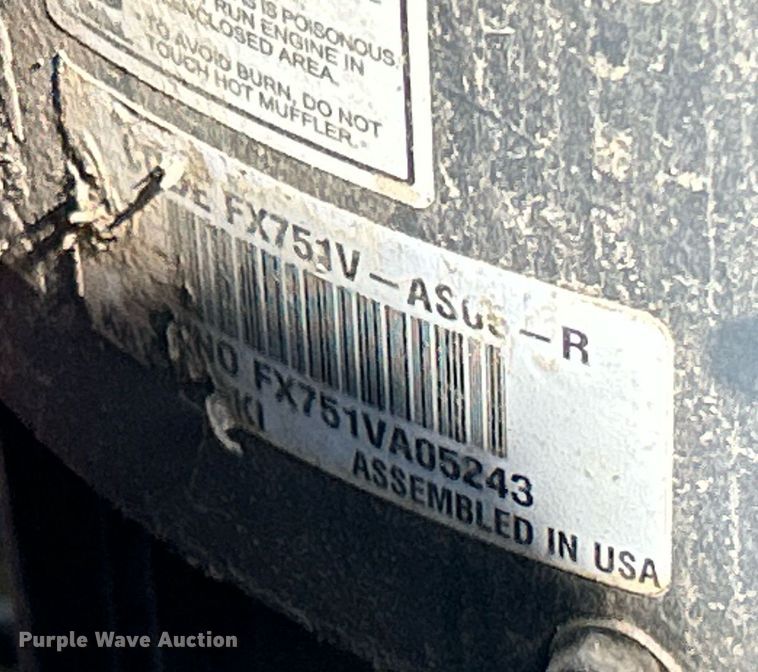 IS POISONOUS,
RUN ENGINE IN
ENCLOSED AREA.
TO AVOID BURN, DO NOT
TOUCH HOT MUFFLER.
FX751V-AS05-R
NO FX751VA05243
ASSEMBLED IN USA
Purple Wave Auction